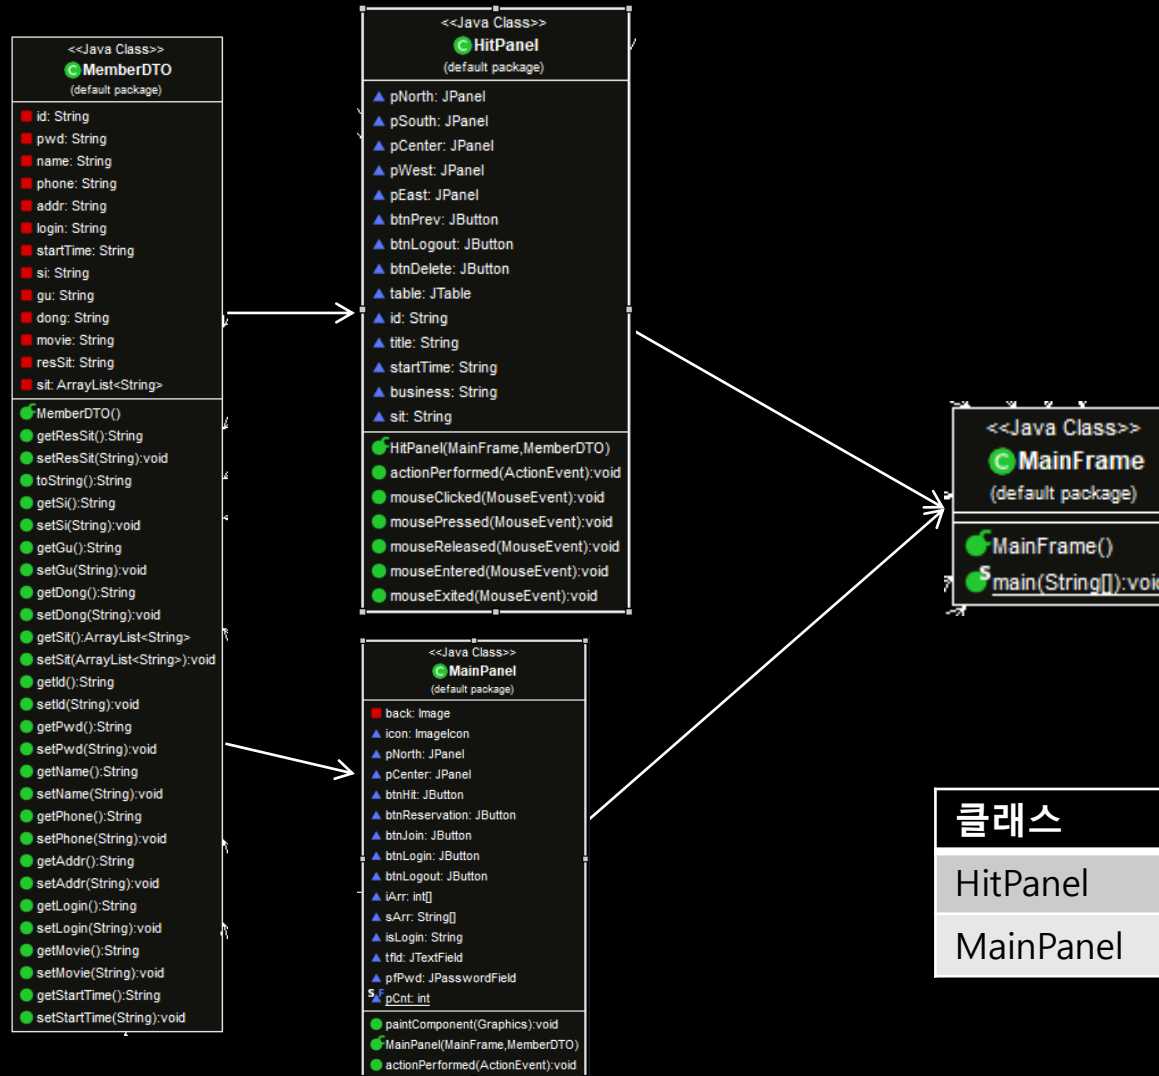 <<Java Class>>
MemberDTO
(default package)
id: String
pwd: String
name: String
phone: String
addr: String
login: String
startTime: String
si: String
gu: String
dong: String
movie: String
resSit: String
sit: ArrayList<String>
MemberDTO()
getResSit():String
setResSit(String):void
toString():String
getSi():String
setSi(String):void
getGu():String
setGu(String):void
getDong():String
setDong(String):void
getSit():ArrayList<String>
setSit(ArrayList<String>):void
getId():String
setId(String):void
getPwd():String
setPwd(String):void
getName():String
setName(String):void
getPhone():String
setPhone(String):void
getAddr():String
setAddr(String):void
getLogin():String
setLogin(String):void
getMovie():String
setMovie(String):void
getStartTime():String
setStartTime(String):void
<<Java Class>>
HitPanel
(default package)
pNorth: JPanel
pSouth: JPanel
pCenter: JPanel
pWest: JPanel
pEast: JPanel
btnPrev: JButton
btnLogout: JButton
btnDelete: JButton
table: JTable
id: String
title: String
startTime: String
business: String
sit: String
HitPanel(MainFrame,MemberDTO)
actionPerformed(ActionEvent):void
mouseClicked(MouseEvent):void
mousePressed(MouseEvent):void
mouseReleased(MouseEvent):void
mouseEntered(MouseEvent):void
mouseExited(MouseEvent):void
<<Java Class>>
MainPanel
(default package)
back: Image
icon: ImageIcon
pNorth: JPanel
pCenter: JPanel
btnHit: JButton
btnReservation: JButton
btnJoin: JButton
btnLogin: JButton
btnLogout: JButton
iArr: int[]
sArr: String[]
isLogin: String
tfId: JTextField
pfPwd: JPasswordField
pCnt: int
paintComponent(Graphics):void
MainPanel(MainFrame,MemberDTO)
actionPerformed(ActionEvent):void
<<Java Class>>
MainFrame
(default package)
MainFrame()
main(String[]):void
클래스
HitPanel
MainPanel